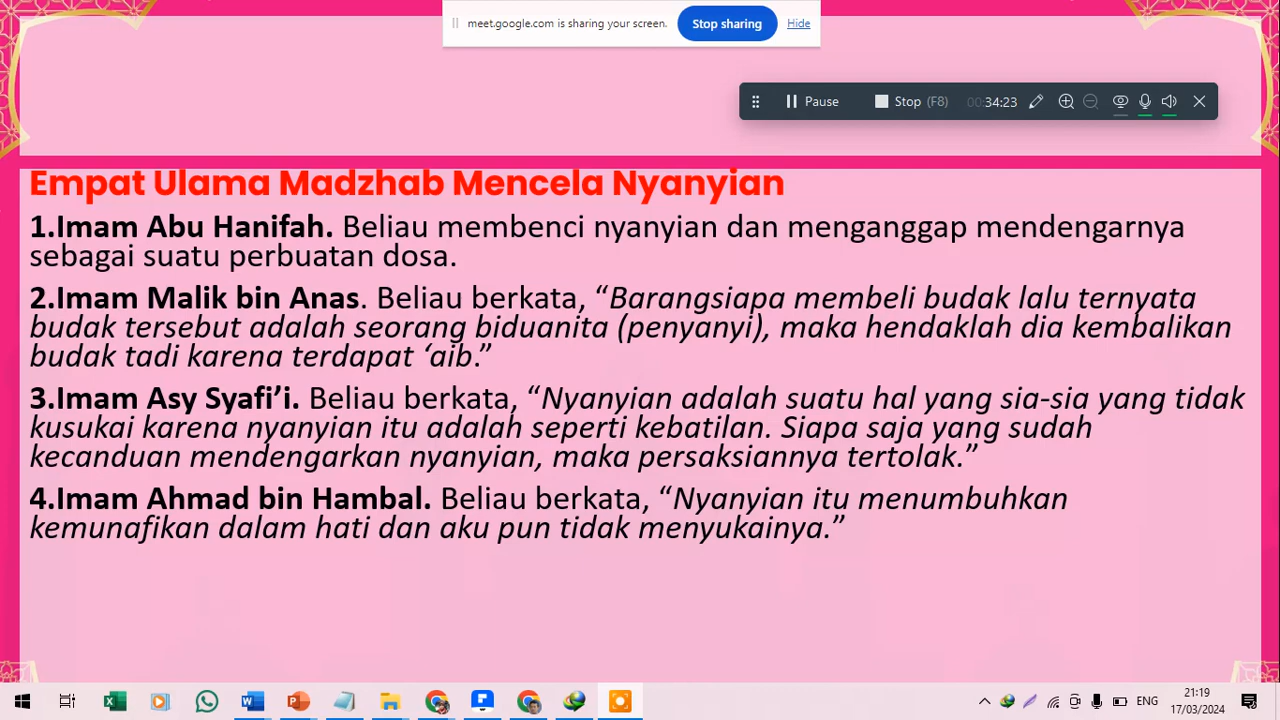 meet.google.com is sharing your screen. Stop sharing Hide
Pause Stop (F8) 00:34:23
Empat Ulama Madzhab Mencela Nyanyian
1.Imam Abu Hanifah. Beliau membenci nyanyian dan menganggap mendengarnya
sebagai suatu perbuatan dosa.
2.Imam Malik bin Anas. Beliau berkata, “Barangsiapa membeli budak lalu ternyata
budak tersebut adalah seorang biduanita (penyanyi), maka hendaklah dia kembalikan
budak tadi karena terdapat ‘aib.”
3.Imam Asy Syafi’i. Beliau berkata, “Nyanyian adalah suatu hal yang sia-sia yang tidak
kusukai karena nyanyian itu adalah seperti kebatilan. Siapa saja yang sudah
kecanduan mendengarkan nyanyian, maka persaksiannya tertolak.”
4.Imam Ahmad bin Hambal. Beliau berkata, “Nyanyian itu menumbuhkan
kemunafikan dalam hati dan aku pun tidak menyukainya.”
ENG
21:19
17/03/2024